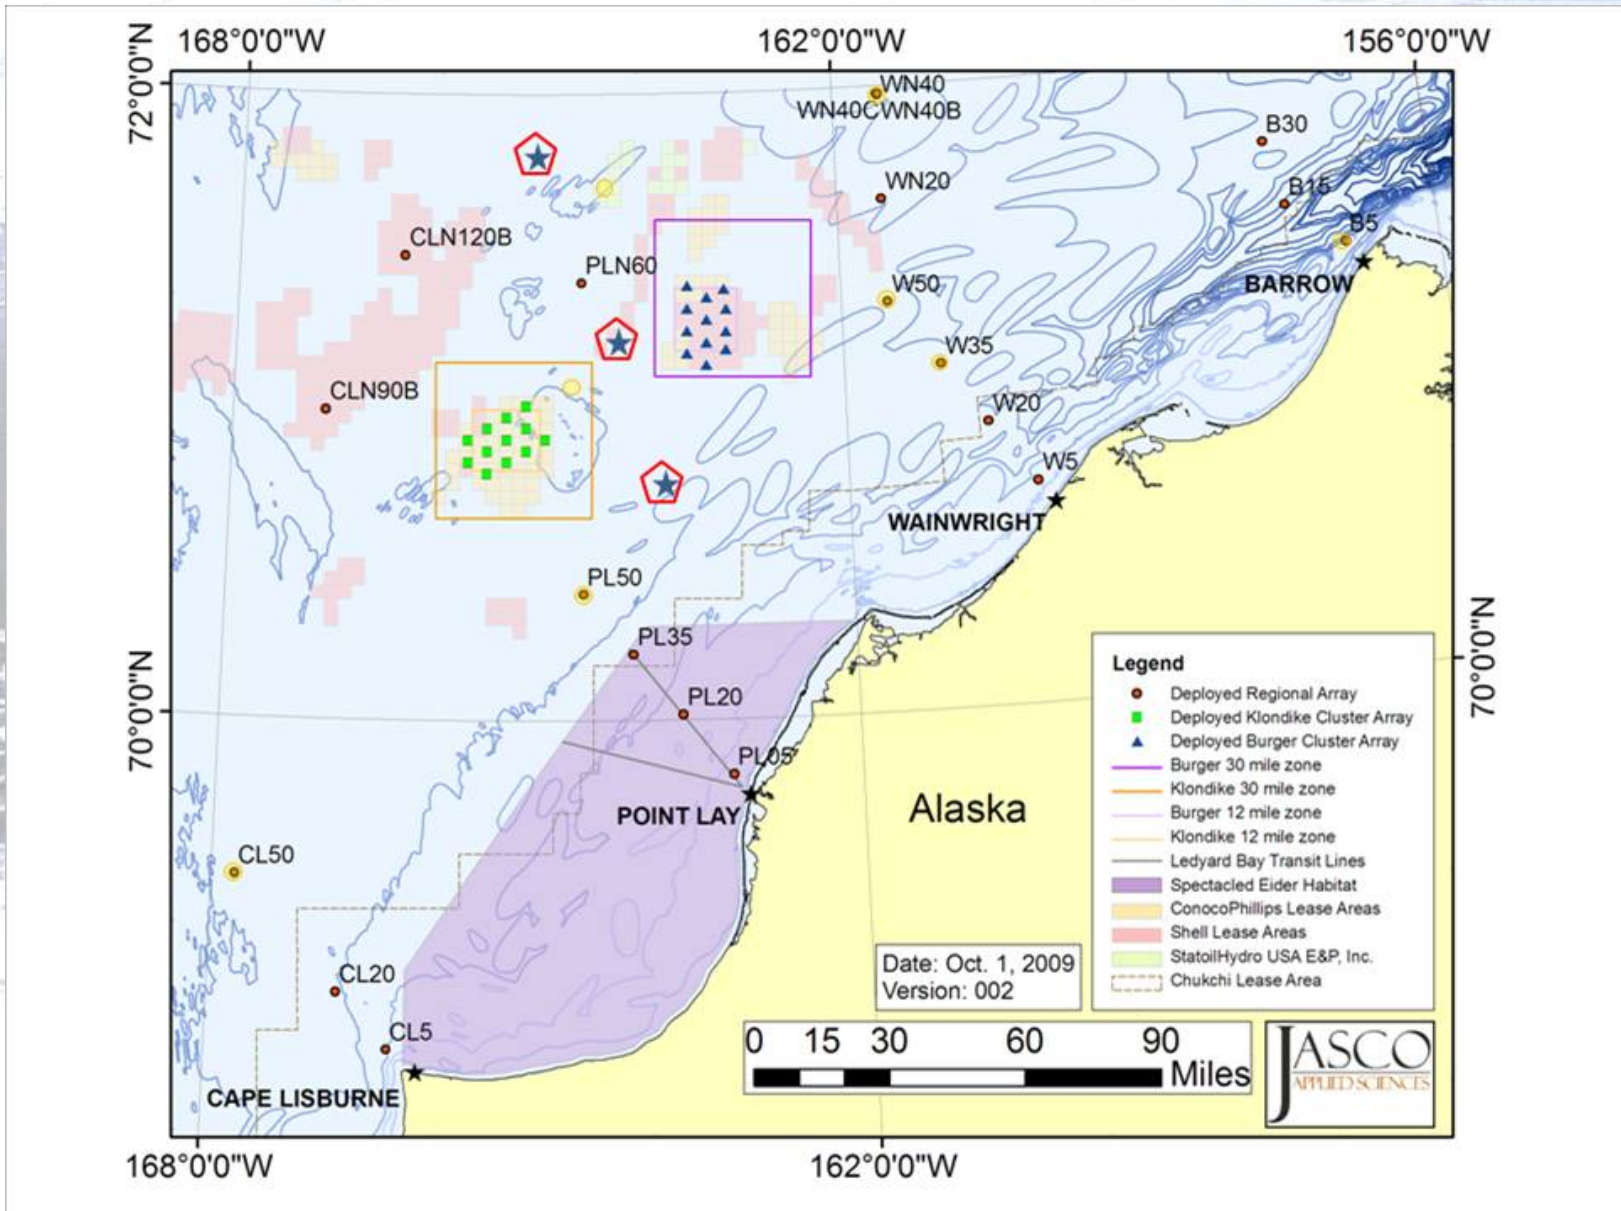 168°0'0"W
162°0'0"W
156°0'0"W
72°0'0"N
WN40
WN40CWN40B
B30
WN20
B15
CLN120B
B5
PLN60
BARROW
W50
W35
CLN90B
W20
W5
WAINWRIGHT
PL50
PL35
70°0'0"N
70°0'0"N
PL20
PL05
POINT LAY
Alaska
CL50
CL20
CL5
CAPE LISBURNE
Legend
Deployed Regional Array
Deployed Klondike Cluster Array
Deployed Burger Cluster Array
Burger 30 mile zone
Klondike 30 mile zone
Burger 12 mile zone
Klondike 12 mile zone
Ledyard Bay Transit Lines
Spectacled Eider Habitat
ConocoPhillips Lease Areas
Shell Lease Areas
StatoilHydro USA E&P, Inc.
Chukchi Lease Area
Date: Oct. 1, 2009
Version: 002
0 15 30 60 90
Miles
JASCO
APPLIED SCIENCES
168°0'0"W
162°0'0"W